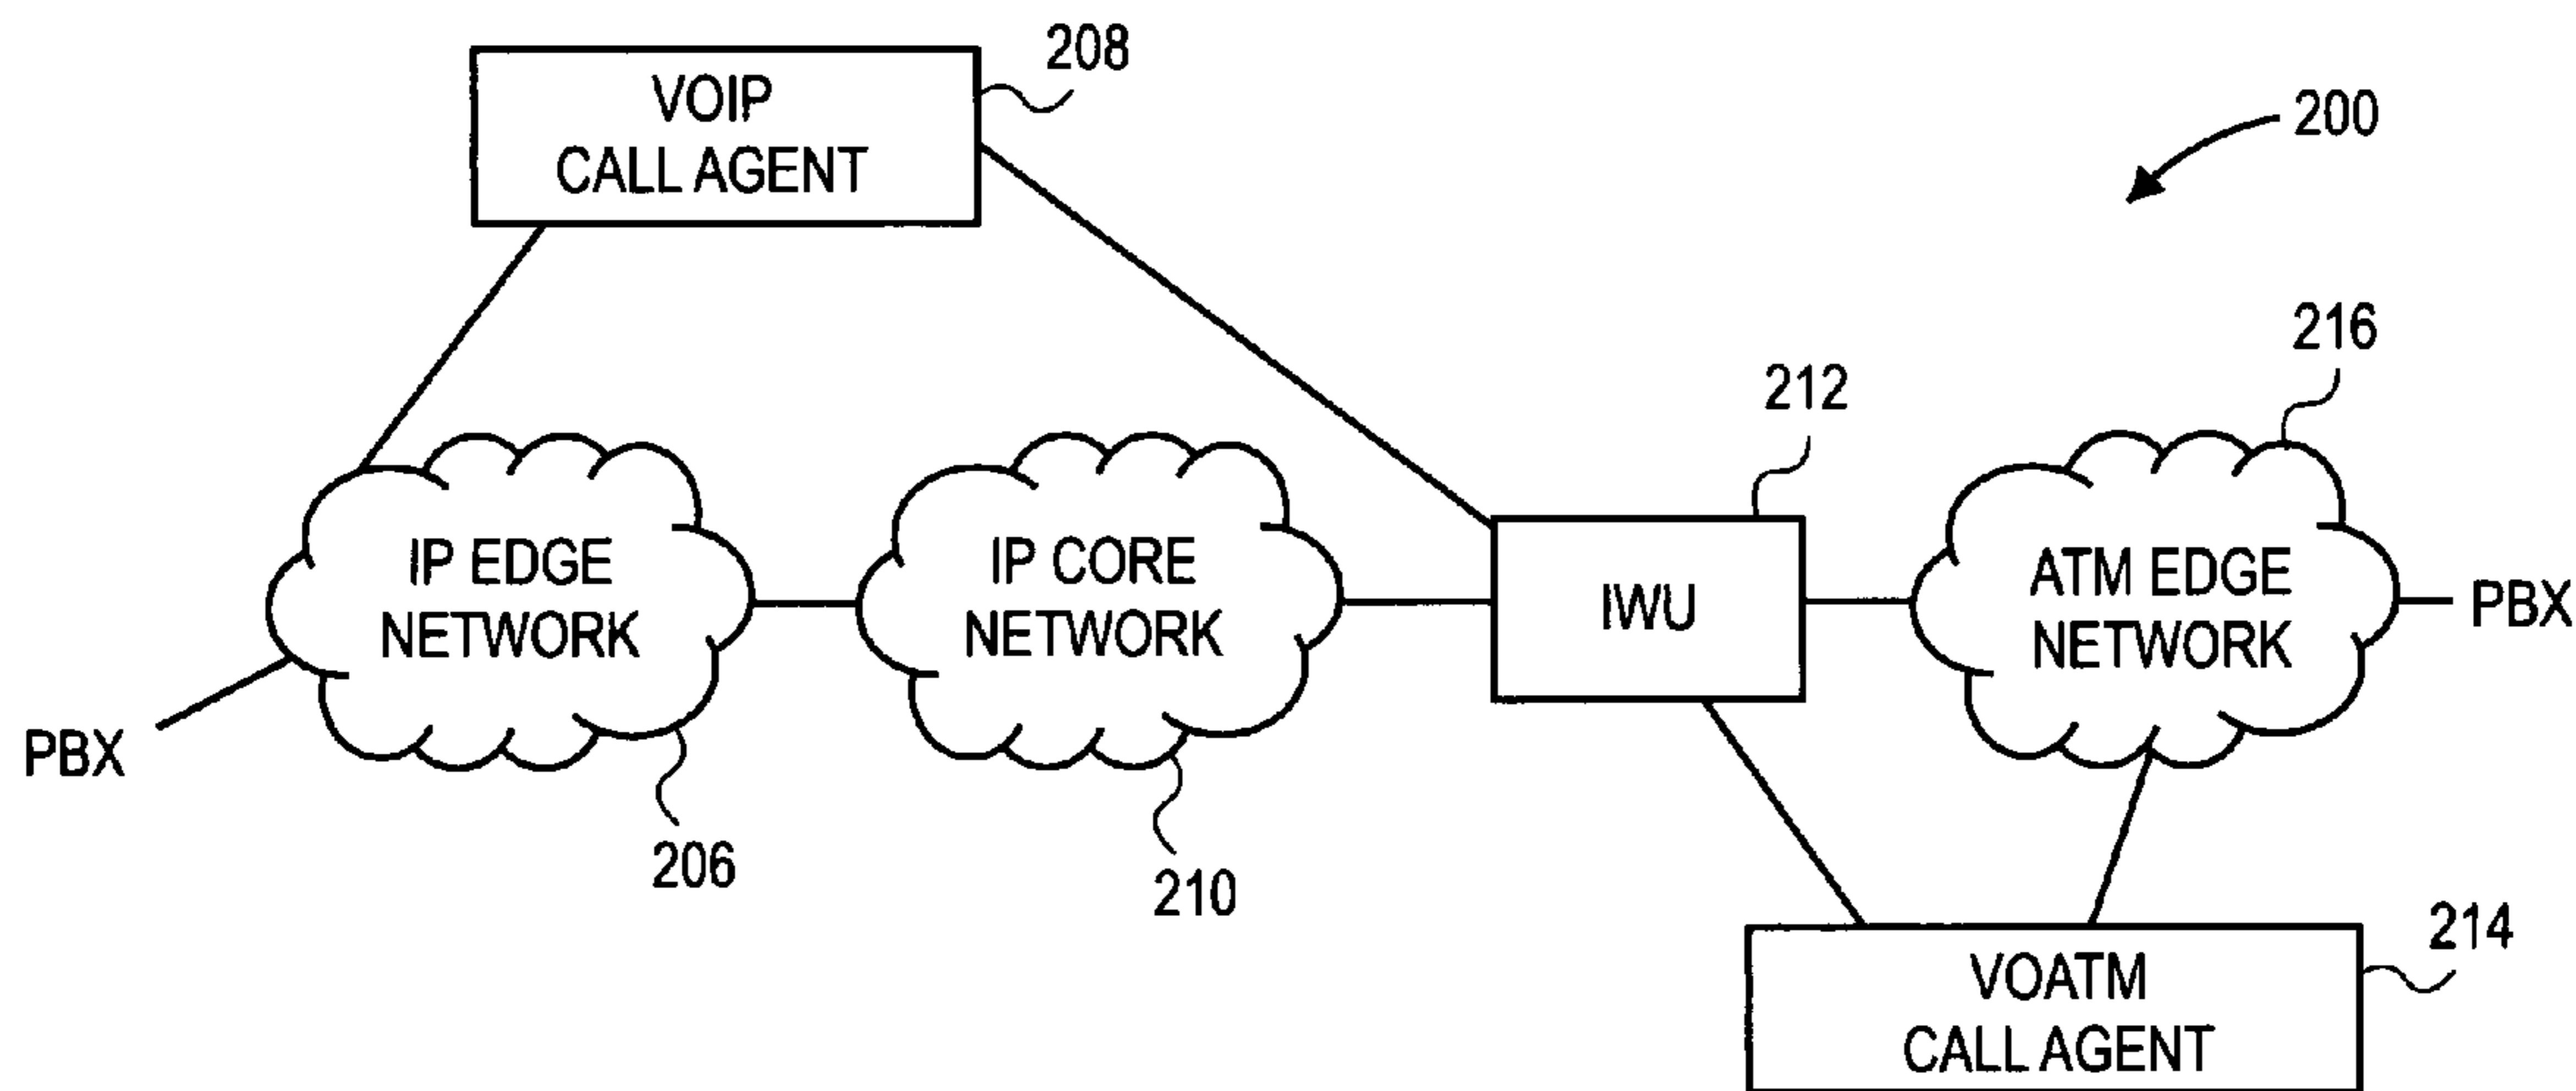 208
VOIP
CALL AGENT
200
216
212
IP EDGE
NETWORK
IP CORE
NETWORK
IWU
ATM EDGE
NETWORK
PBX
PBX
206
210
214
VOATM
CALL AGENT